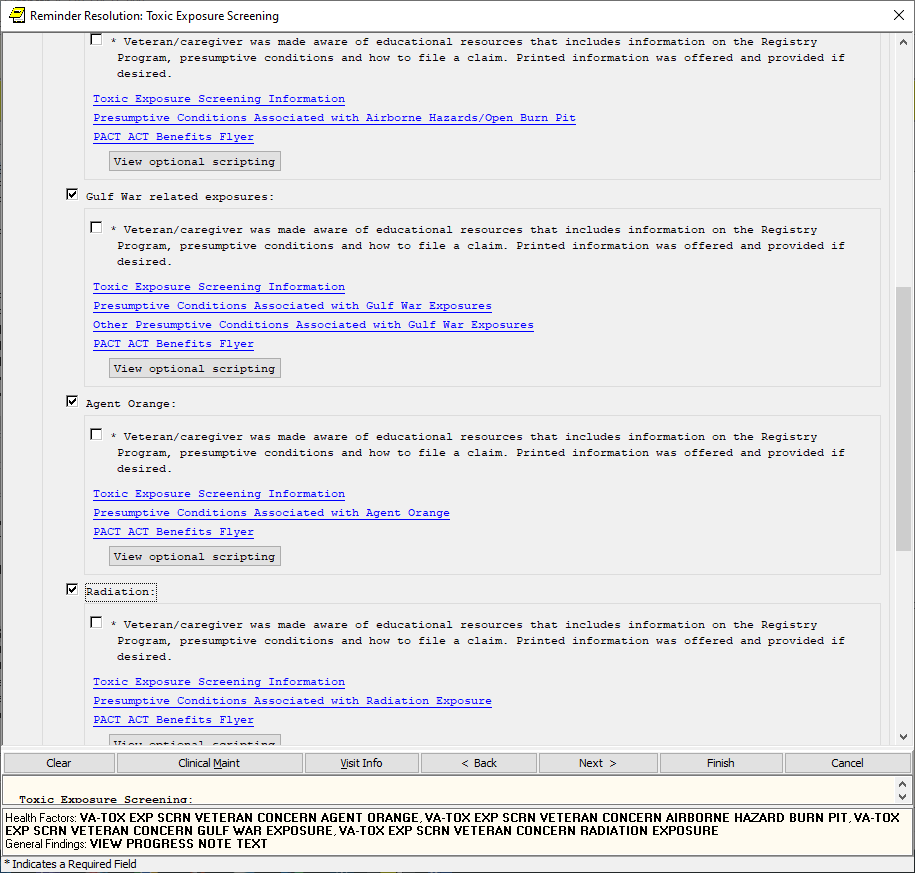 Reminder Resolution: Toxic Exposure Screening
* Veteran/caregiver was made aware of educational resources that includes information on the Registry
Program, presumptive conditions and how to file a claim. Printed information was offered and provided if
desired.
Toxic Exposure Screening Information
Presumptive Conditions Associated with Airborne Hazards/Open Burn Pit
PACT ACT Benefits Flyer
View optional scripting
Gulf War related exposures:
* Veteran/caregiver was made aware of educational resources that includes information on the Registry
Program, presumptive conditions and how to file a claim. Printed information was offered and provided if
desired.
Toxic Exposure Screening Information
Presumptive Conditions Associated with Gulf War Exposures
Other Presumptive Conditions Associated with Gulf War Exposures
PACT ACT Benefits Flyer
View optional scripting
Agent Orange:
* Veteran/caregiver was made aware of educational resources that includes information on the Registry
Program, presumptive conditions and how to file a claim. Printed information was offered and provided if
desired.
Toxic Exposure Screening Information
Presumptive Conditions Associated with Agent Orange
PACT ACT Benefits Flyer
View optional scripting
Radiation:
* Veteran/caregiver was made aware of educational resources that includes information on the Registry
Program, presumptive conditions and how to file a claim. Printed information was offered and provided if
desired.
Toxic Exposure Screening Information
Presumptive Conditions Associated with Radiation Exposure
PACT ACT Benefits Flyer
View optional scripting
Clear Clinical Maint Visit Info < Back Next > Finish Cancel
Toxic Exposure Screening:
Health Factors: VA-TOX EXP SCRN VETERAN CONCERN AGENT ORANGE, VA-TOX EXP SCRN VETERAN CONCERN AIRBORNE HAZARD BURN PIT, VA-TOX
EXP SCRN VETERAN CONCERN GULF WAR EXPOSURE, VA-TOX EXP SCRN VETERAN CONCERN RADIATION EXPOSURE
General Findings: VIEW PROGRESS NOTE TEXT
* Indicates a Required Field